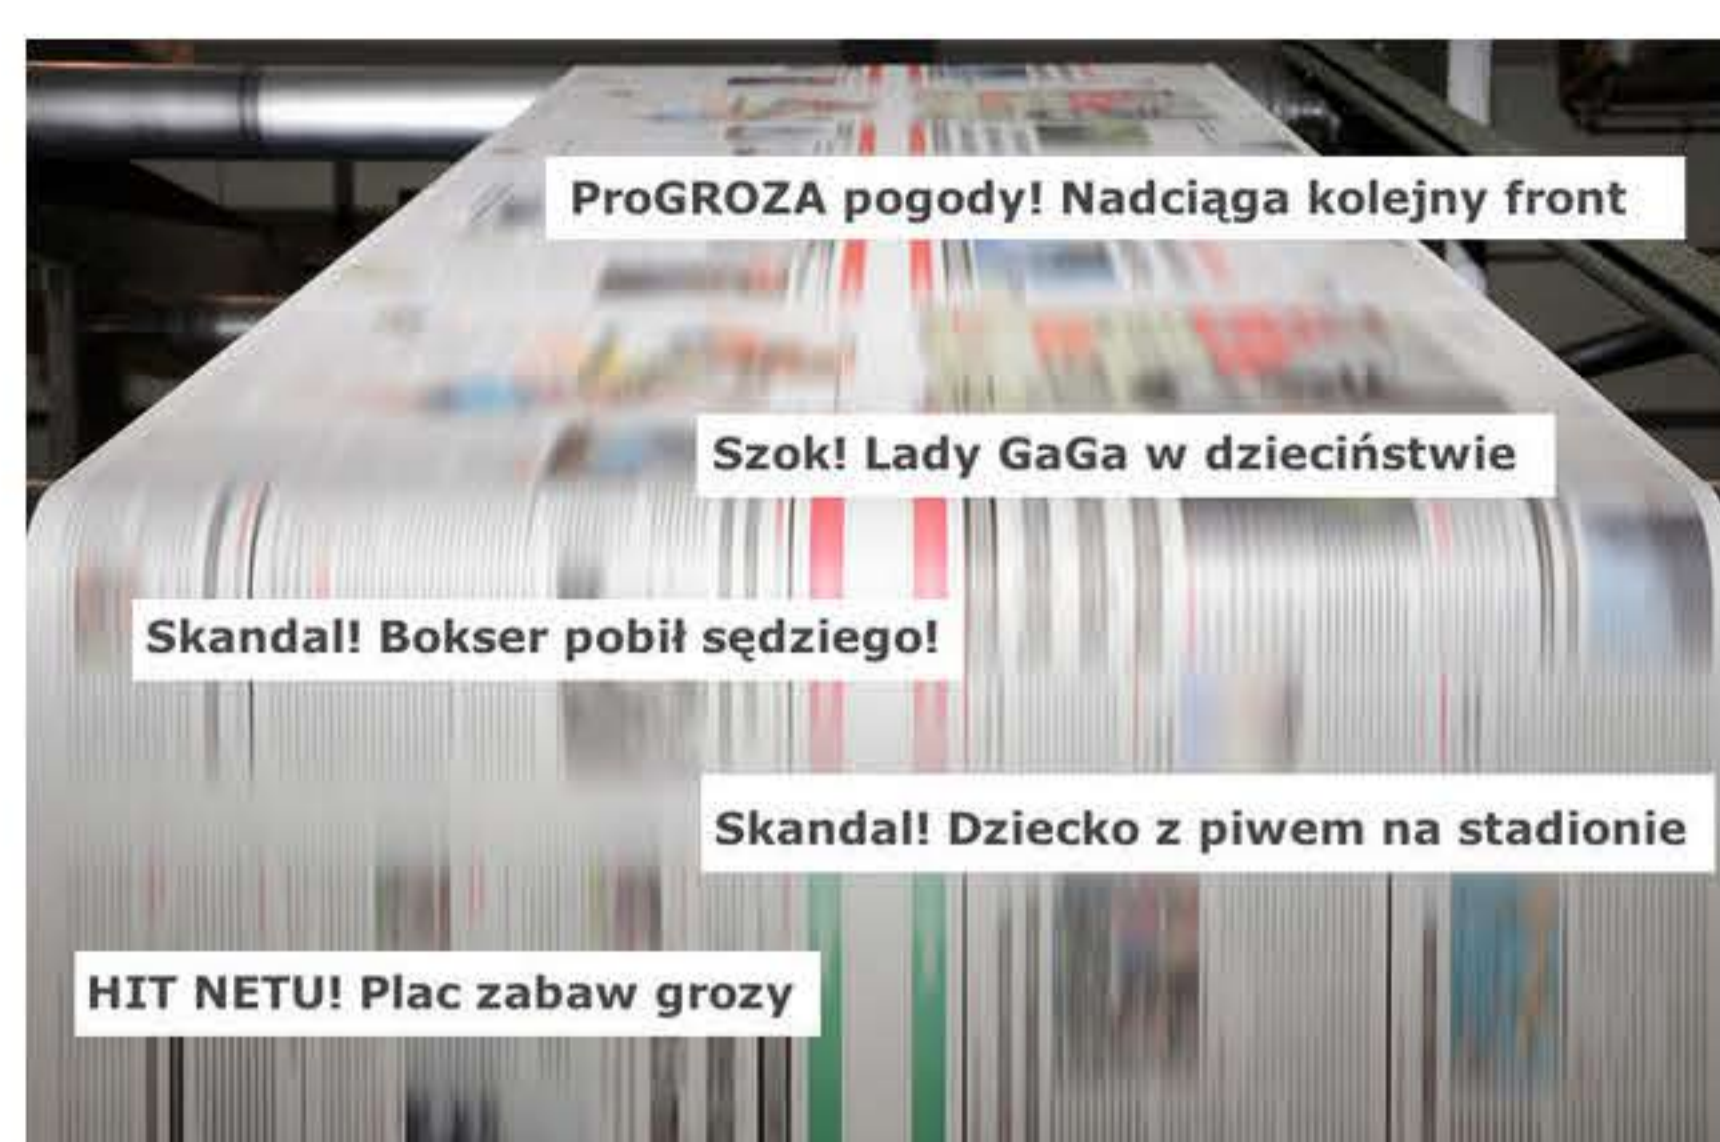 ProGROZA pogody! Nadciąga kolejny front
Szok! Lady GaGa w dzieciństwie
Skandal! Bokser pobił sędziego!
Skandal! Dziecko z piwem na stadionie
HIT NETU! Plac zabaw grozy